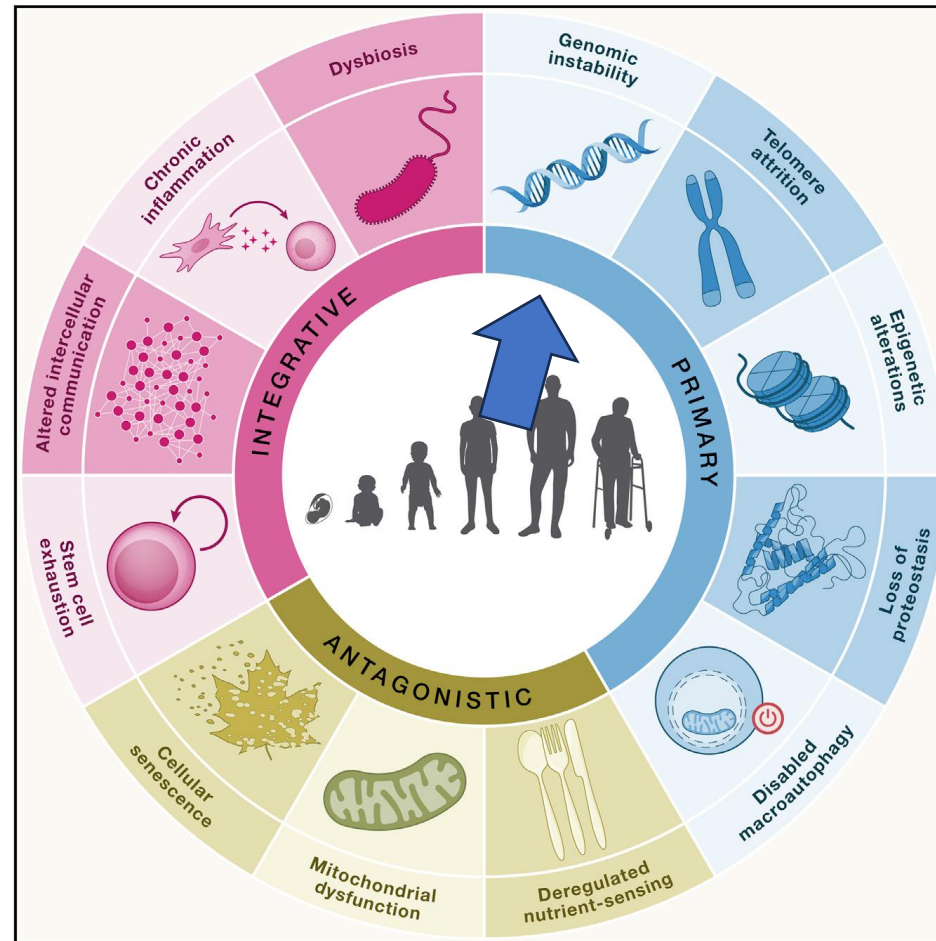 Dysbiosis
Genomic
instability
Telomere
attrition
Epigenetic
alterations
Loss of
proteostasis
Disabled
macroautophagy
Deregulated
nutrient-sensing
Mitochondrial
dysfunction
Cellular
senescence
Stem cell
exhaustion
Altered intercellular
communication
Chronic
inflammation
INTEGRATIVE
PRIMARY
ANTAGONISTIC